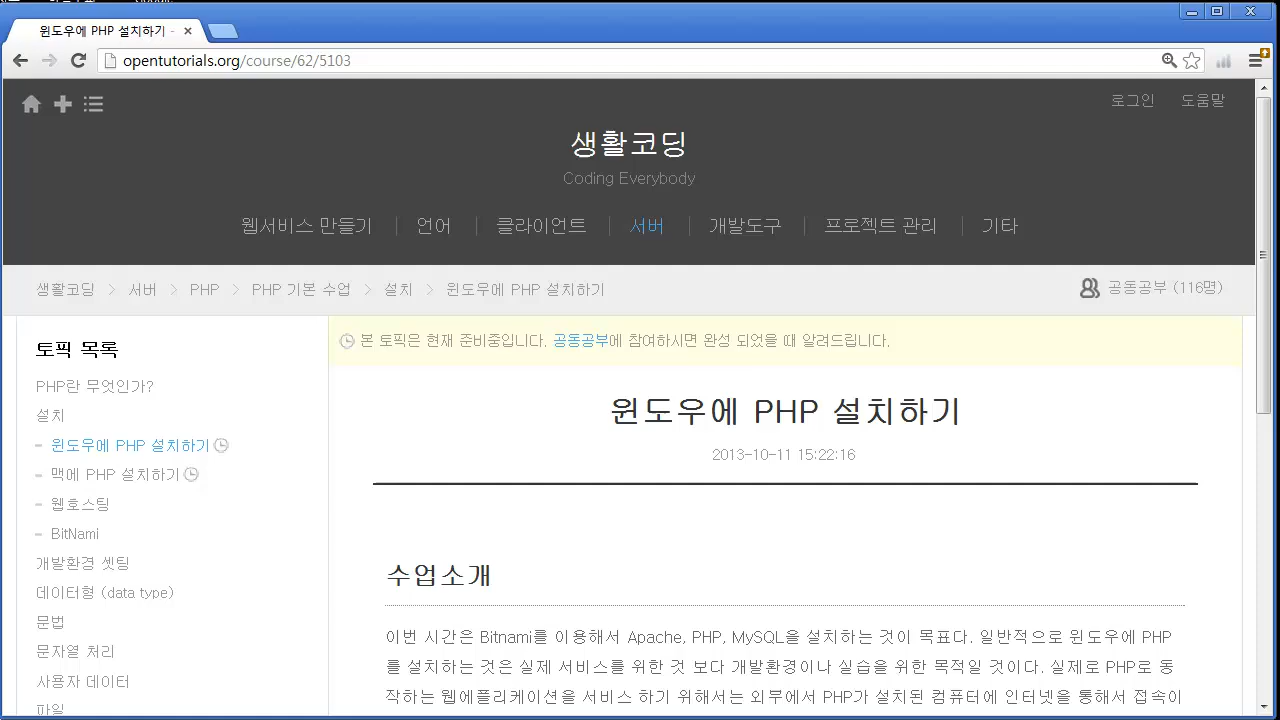 윈도우에 PHP 설치하기 -
opentutorials.org/course/62/5103
로그인 도움말
생활코딩
Coding Everybody
웹서비스 만들기 언어 클라이언트 서버 개발도구 프로젝트 관리 기타
생활코딩 서버 PHP PHP 기본 수업 설치 윈도우에 PHP 설치하기
공동공부 (116명)
토픽 목록
PHP란 무엇인가?
설치
- 윈도우에 PHP 설치하기
- 맥에 PHP 설치하기
- 웹호스팅
- BitNami
개발환경 셋팅
데이터형 (data type)
문법
문자열 처리
사용자 데이터
파일
본 토픽은 현재 준비중입니다. 공동공부에 참여하시면 완성 되었을 때 알려드립니다.
윈도우에 PHP 설치하기
2013-10-11 15:22:16
수업소개
이번 시간은 Bitnami를 이용해서 Apache, PHP, MySQL을 설치하는 것이 목표다. 일반적으로 윈도우에 PHP
를 설치하는 것은 실제 서비스를 위한 것 보다 개발환경이나 실습을 위한 목적일 것이다. 실제로 PHP로 동
작하는 웹에플리케이션을 서비스 하기 위해서는 외부에서 PHP가 설치된 컴퓨터에 인터넷을 통해서 접속이